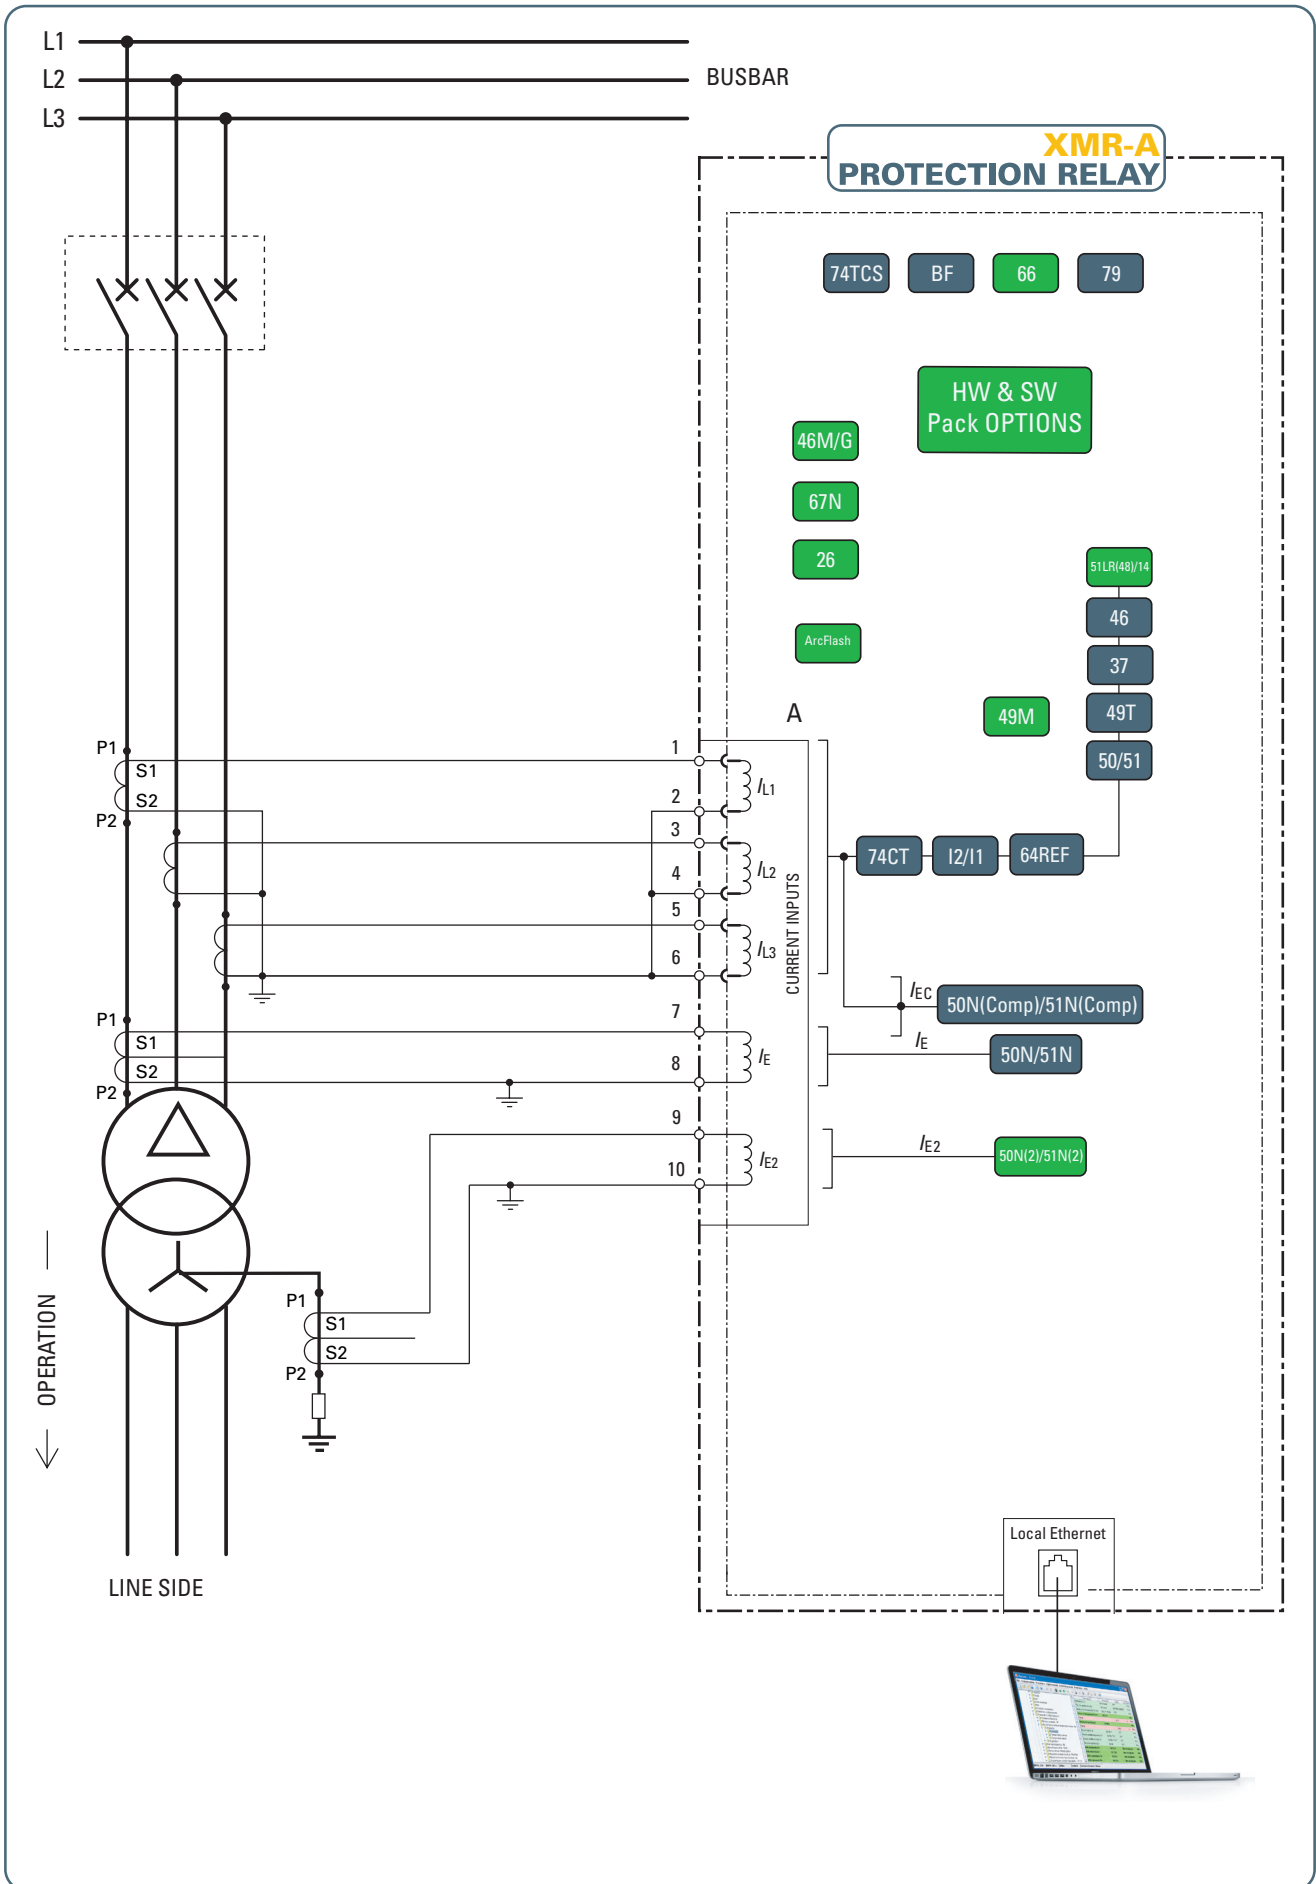 L1
L2
BUSBAR
L3
XMR-A
PROTECTION RELAY
74TCS
BF
66
79
HW & SW
Pack OPTIONS
46M/G
67N
26
ArcFlash
51LR(48)/14
46
37
49T
50/51
49M
A
P1
S1
S2
P2
1
2
3
4
5
6
IL1
IL2
IL3
CURRENT INPUTS
74CT
I2/I1
64REF
IEC
50N(Comp)/51N(Comp)
P1
S1
S2
P2
7
8
IE
IE
50N/51N
9
10
IE2
IE2
50N(2)/51N(2)
P1
S1
S2
P2
OPERATION
LINE SIDE
Local Ethernet